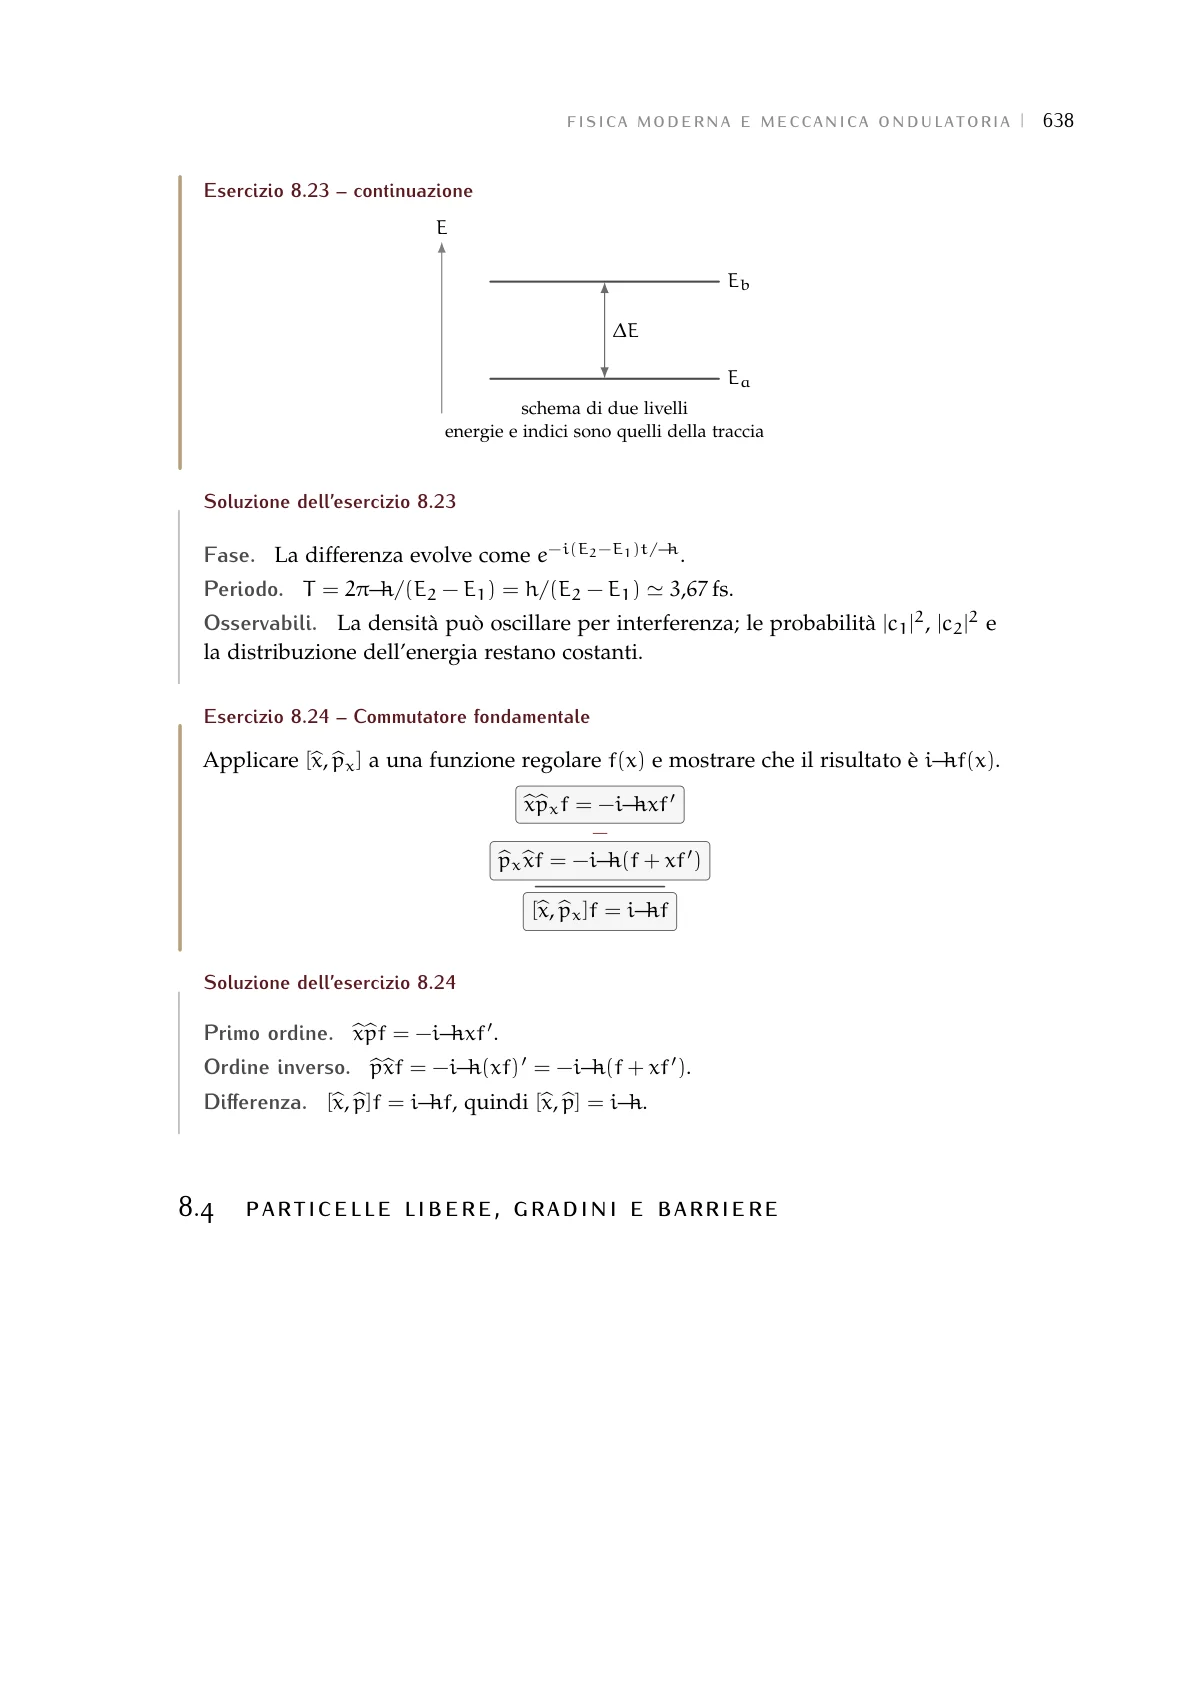 FISICA MODERNA E MECCANICA ONDULATORIA | 638
Esercizio 8.23 – continuazione
E
E_b
ΔE
E_a
schema di due livelli
energie e indici sono quelli della traccia
Soluzione dell'esercizio 8.23
Fase. La differenza evolve come e^{−i(E_2−E_1)t/ħ}.
Periodo. T = 2πħ/(E_2 − E_1) = h/(E_2 − E_1) ≃ 3,67 fs.
Osservabili. La densità può oscillare per interferenza; le probabilità |c_1|^2, |c_2|^2 e
la distribuzione dell'energia restano costanti.
Esercizio 8.24 – Commutatore fondamentale
Applicare [x̂, p̂_x] a una funzione regolare f(x) e mostrare che il risultato è iħf(x).
x̂p̂_x f = −iħxf′
−
p̂_x x̂f = −iħ(f + xf′)
[x̂, p̂_x]f = iħf
Soluzione dell'esercizio 8.24
Primo ordine. x̂p̂f = −iħxf′.
Ordine inverso. p̂x̂f = −iħ(xf)′ = −iħ(f + xf′).
Differenza. [x̂, p̂]f = iħf, quindi [x̂, p̂] = iħ.
8.4 PARTICELLE LIBERE, GRADINI E BARRIERE